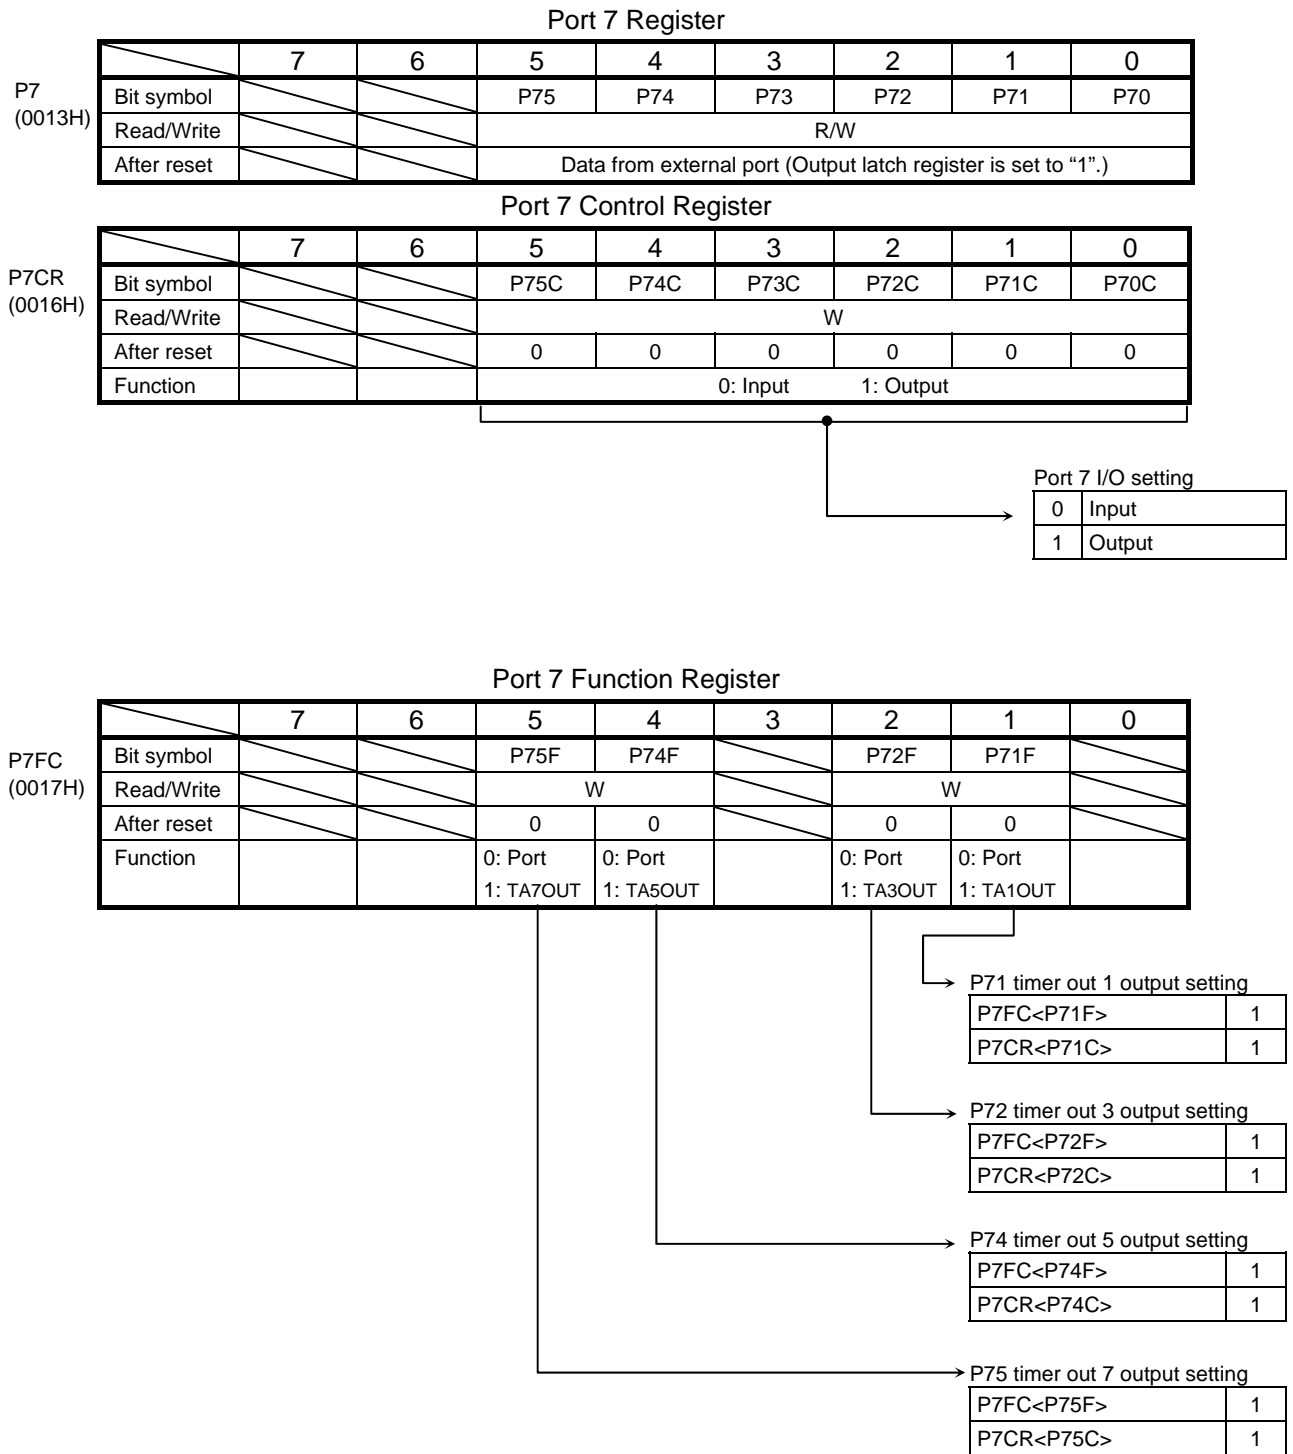 Port 7 Register
7 6 5 4 3 2 1 0
P7
(0013H)
Bit symbol P75 P74 P73 P72 P71 P70
Read/Write R/W
After reset Data from external port (Output latch register is set to “1”.)
Port 7 Control Register
7 6 5 4 3 2 1 0
P7CR
(0016H)
Bit symbol P75C P74C P73C P72C P71C P70C
Read/Write W
After reset 0 0 0 0 0 0
Function 0: Input 1: Output
Port 7 I/O setting
0 Input
1 Output
Port 7 Function Register
7 6 5 4 3 2 1 0
P7FC
(0017H)
Bit symbol P75F P74F P72F P71F
Read/Write W W
After reset 0 0 0 0
Function 0: Port 0: Port 0: Port 0: Port
1: TA7OUT 1: TA5OUT 1: TA3OUT 1: TA1OUT
P71 timer out 1 output setting
P7FC<P71F> 1
P7CR<P71C> 1
P72 timer out 3 output setting
P7FC<P72F> 1
P7CR<P72C> 1
P74 timer out 5 output setting
P7FC<P74F> 1
P7CR<P74C> 1
P75 timer out 7 output setting
P7FC<P75F> 1
P7CR<P75C> 1